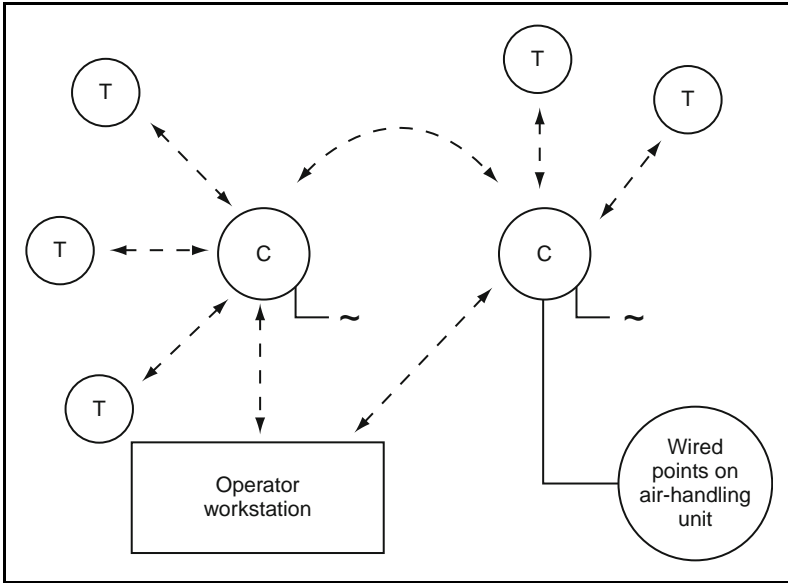 T
T
T
T
C
C
T
~
~
T
Operator
workstation
Wired
points on
air-handling
unit